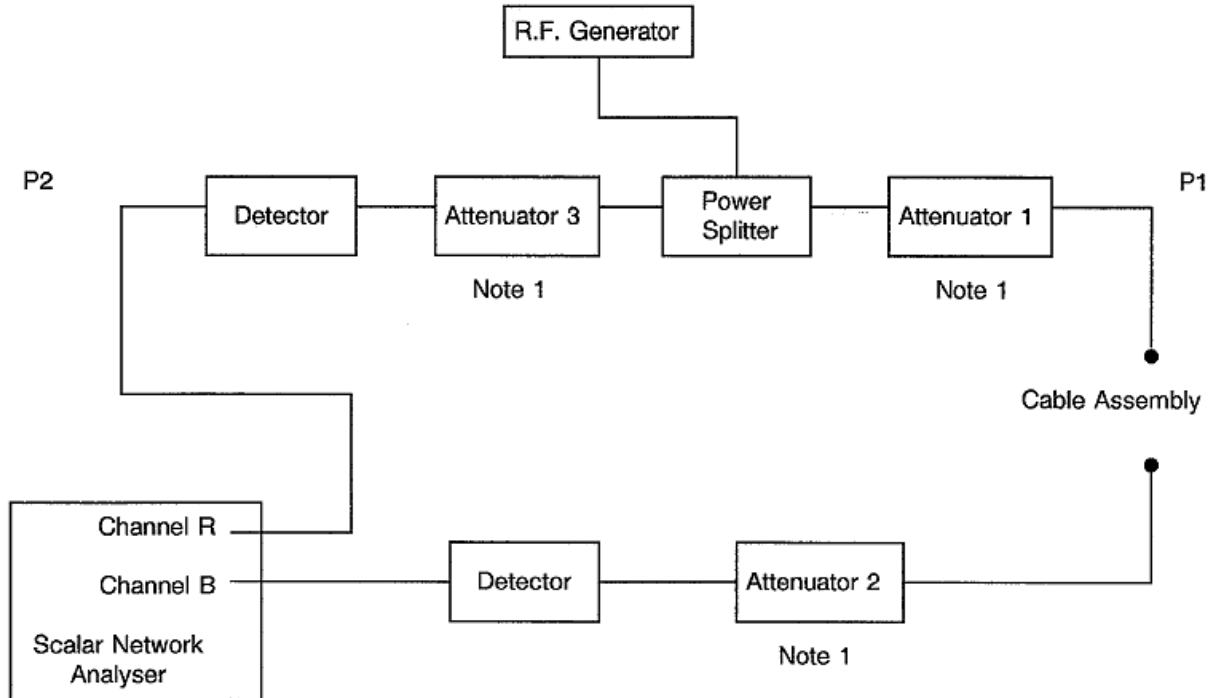 R.F. Generator
P2
Detector
Attenuator 3
Power
Splitter
Attenuator 1
P1
Note 1
Note 1
Cable Assembly
Channel R
Channel B
Scalar Network
Analyser
Detector
Attenuator 2
Note 1